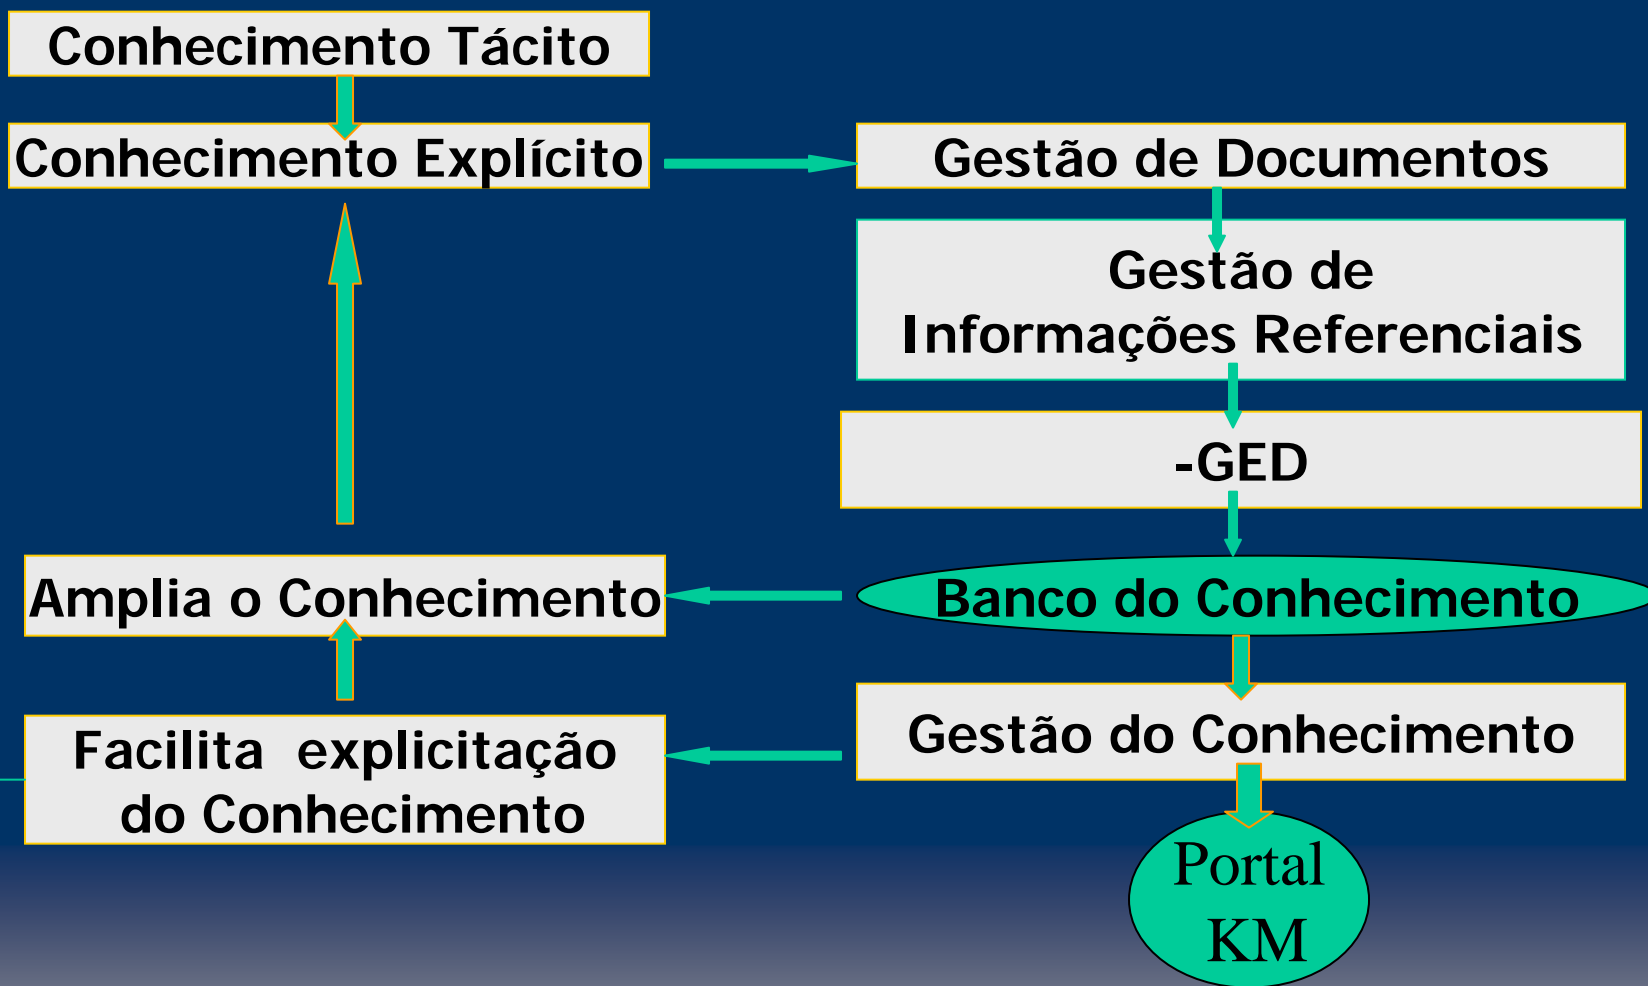 Conhecimento Tácito
Conhecimento Explícito
Gestão de Documentos
Gestão de
Informações Referenciais
-GED
Amplia o Conhecimento
Banco do Conhecimento
Facilita explicitação
do Conhecimento
Gestão do Conhecimento
Portal
KM